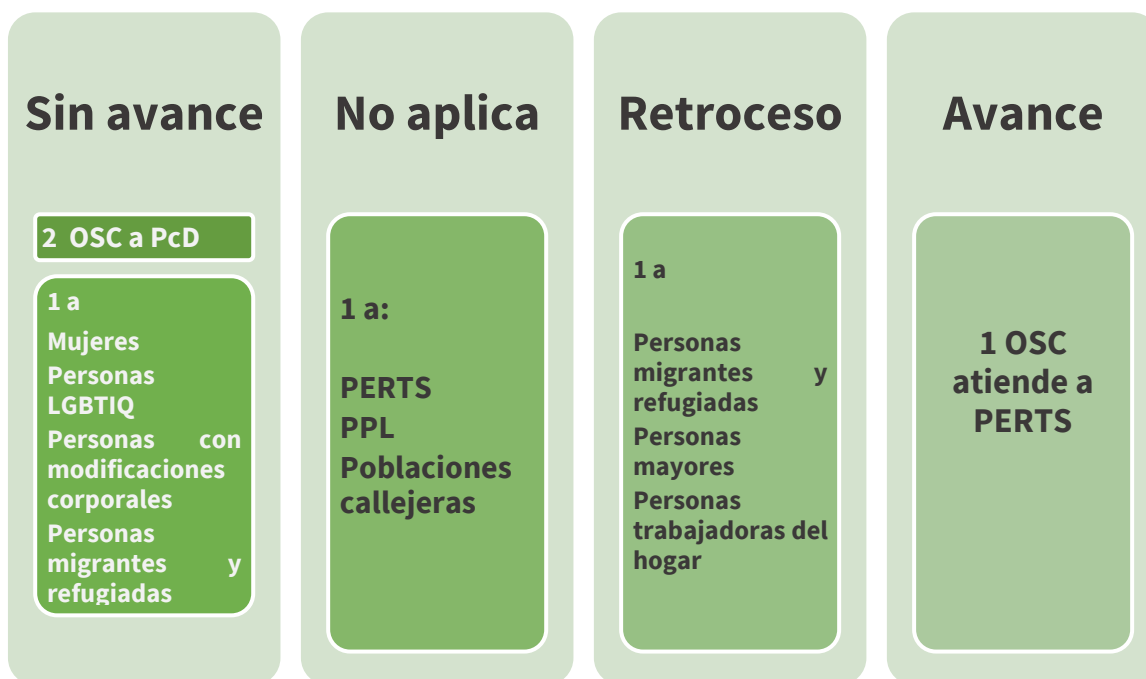 Sin avance
2 OSC a PcD
1 a
Mujeres
Personas
LGBTIQ
Personas con
modificaciones
corporales
Personas
migrantes y
refugiadas
No aplica
1 a:
PERTS
PPL
Poblaciones
callejeras
Retroceso
1 a
Personas
migrantes y
refugiadas
Personas
mayores
Personas
trabajadoras del
hogar
Avance
1 OSC
atiende a
PERTS